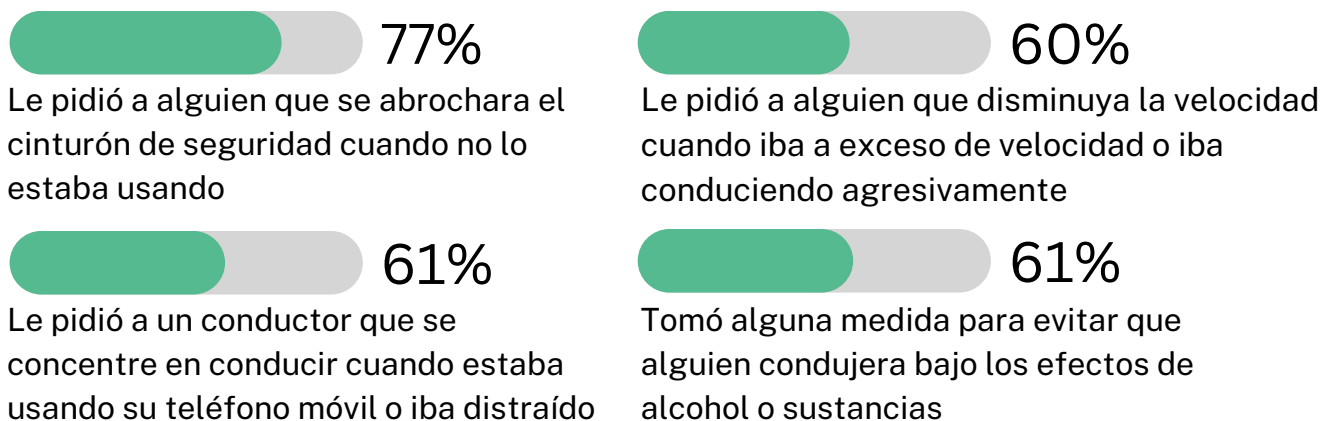 77%
Le pidió a alguien que se abrochara el
cinturón de seguridad cuando no lo
estaba usando
60%
Le pidió a alguien que disminuya la velocidad
cuando iba a exceso de velocidad o iba
conduciendo agresivamente
61%
Le pidió a un conductor que se
concentre en conducir cuando estaba
usando su teléfono móvil o iba distraído
61%
Tomó alguna medida para evitar que
alguien condujera bajo los efectos de
alcohol o sustancias